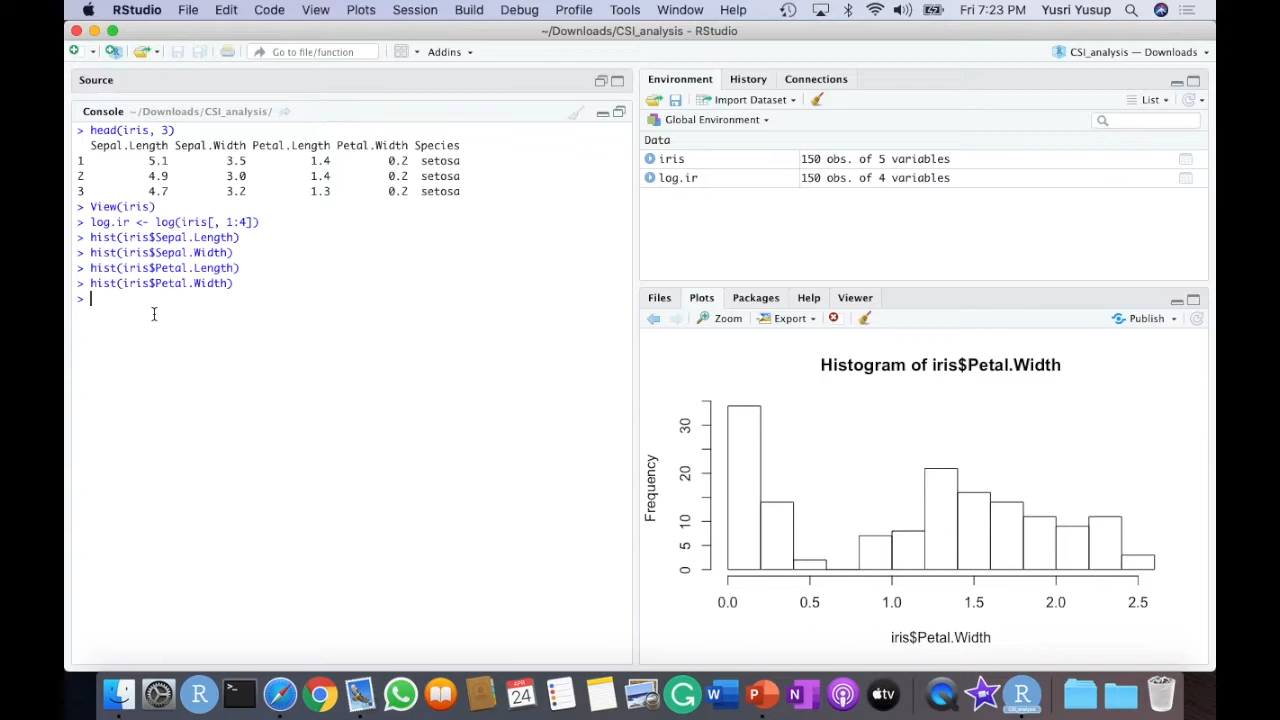 RStudio File Edit Code View Plots Session Build Debug Profile Tools Window Help Fri 7:23 PM Yusri Yusup
~/Downloads/CSI_analysis - RStudio
Go to file/function Addins CSI_analysis — Downloads
Source
Console ~/Downloads/CSI_analysis/
> head(iris, 3)
Sepal.Length Sepal.Width Petal.Length Petal.Width Species
1 5.1 3.5 1.4 0.2 setosa
2 4.9 3.0 1.4 0.2 setosa
3 4.7 3.2 1.3 0.2 setosa
> View(iris)
> log.ir <- log(iris[, 1:4])
> hist(iris$Sepal.Length)
> hist(iris$Sepal.Width)
> hist(iris$Petal.Length)
> hist(iris$Petal.Width)
>
Environment History Connections
Import Dataset List
Global Environment
Data
iris 150 obs. of 5 variables
log.ir 150 obs. of 4 variables
Files Plots Packages Help Viewer
Zoom Export Publish
Histogram of iris$Petal.Width
Frequency
30
20
10
5
0
0.0 0.5 1.0 1.5 2.0 2.5
iris$Petal.Width
APR
24
tv
CSI_analysis